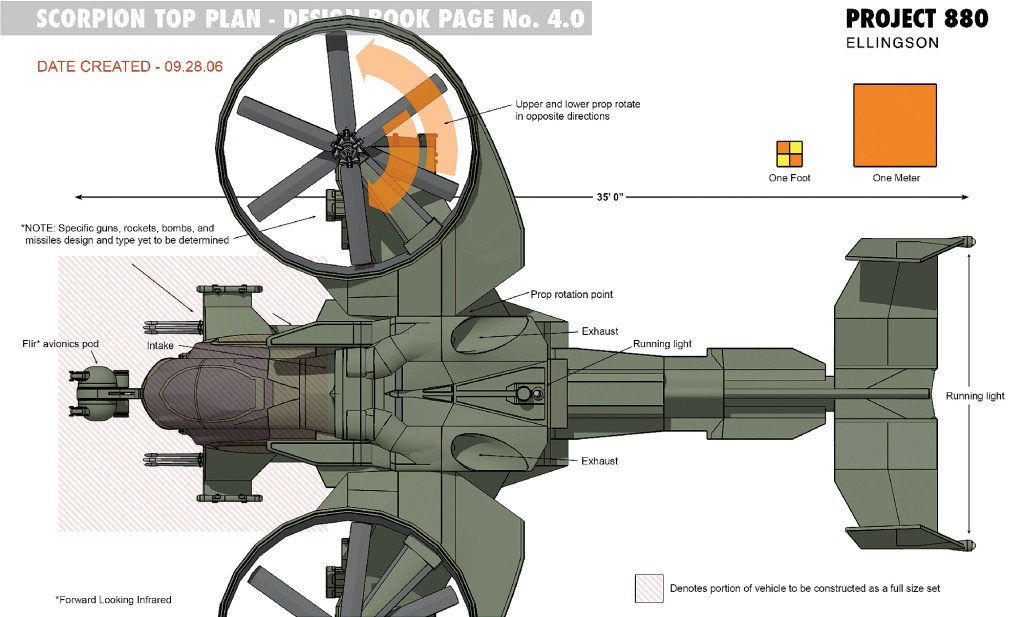 SCORPION TOP PLAN - DESIGN BOOK PAGE No. 4.0
PROJECT 880
ELLINGSON
DATE CREATED - 09.28.06
Upper and lower prop rotate
in opposite directions
One Foot
One Meter
35' 0"
*NOTE: Specific guns, rockets, bombs, and
missiles design and type yet to be determined
Prop rotation point
Exhaust
Flir* avionics pod
Intake
Running light
Running light
Exhaust
Denotes portion of vehicle to be constructed as a full size set
*Forward Looking Infrared